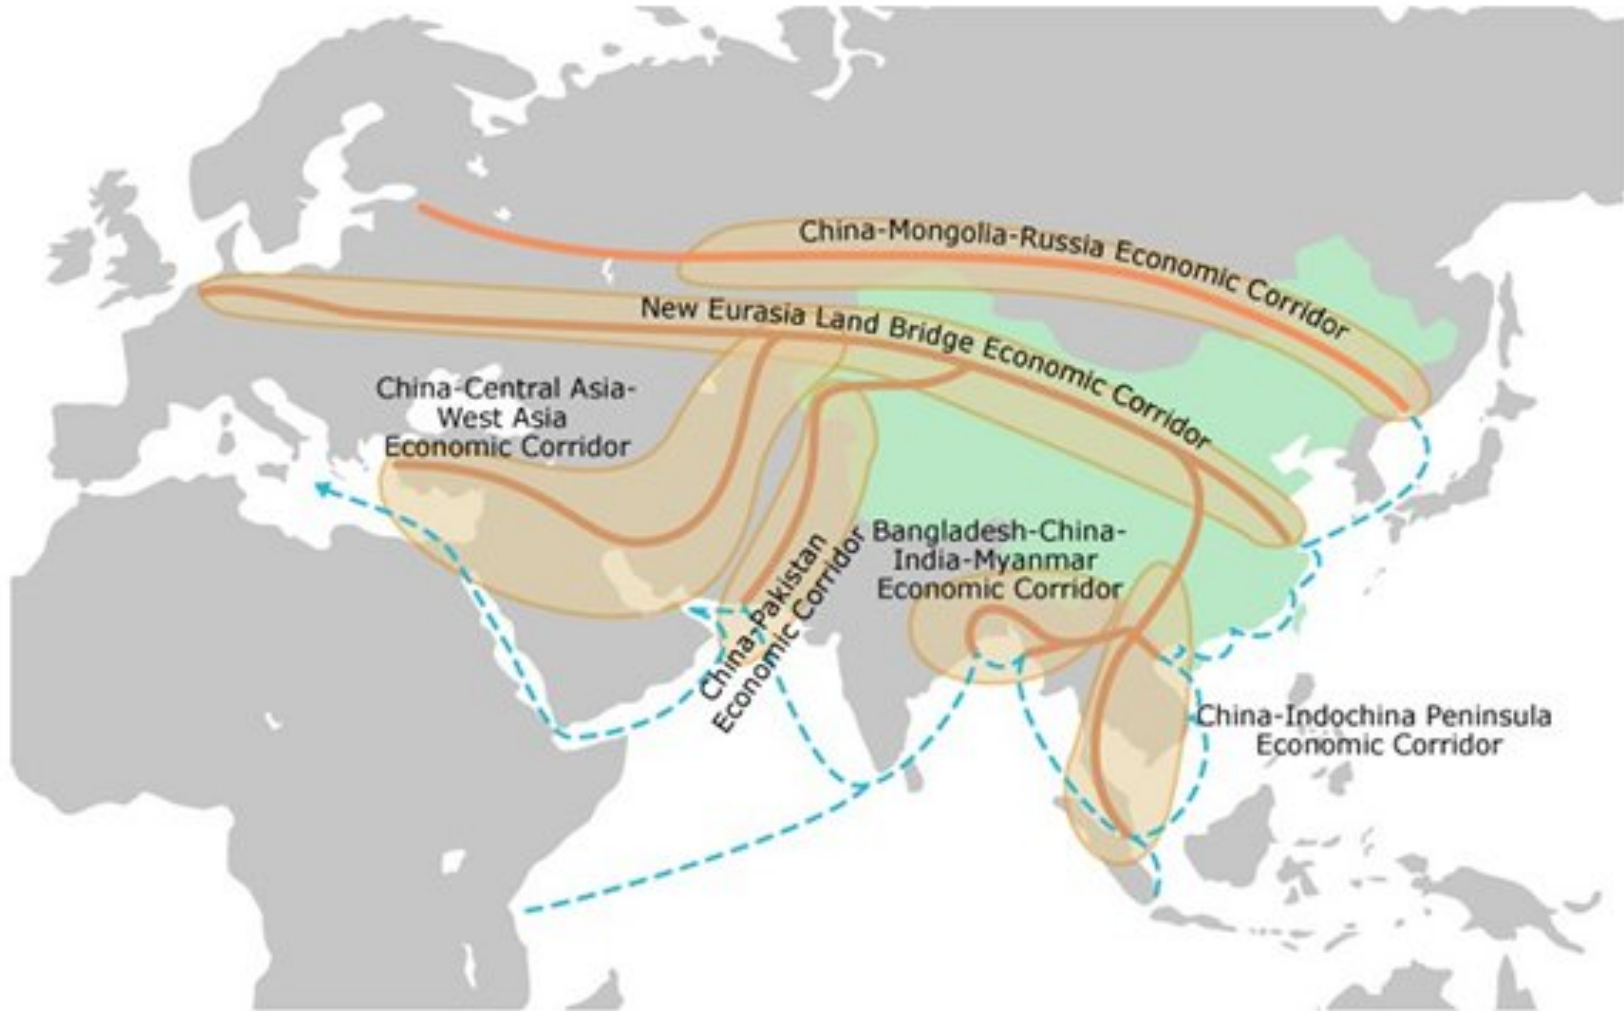 China-Mongolia-Russia Economic Corridor
New Eurasia Land Bridge Economic Corridor
China-Central Asia-
West Asia
Economic Corridor
China-Pakistan
Economic Corridor
Bangladesh-China-
India-Myanmar
Economic Corridor
China-Indochina Peninsula
Economic Corridor